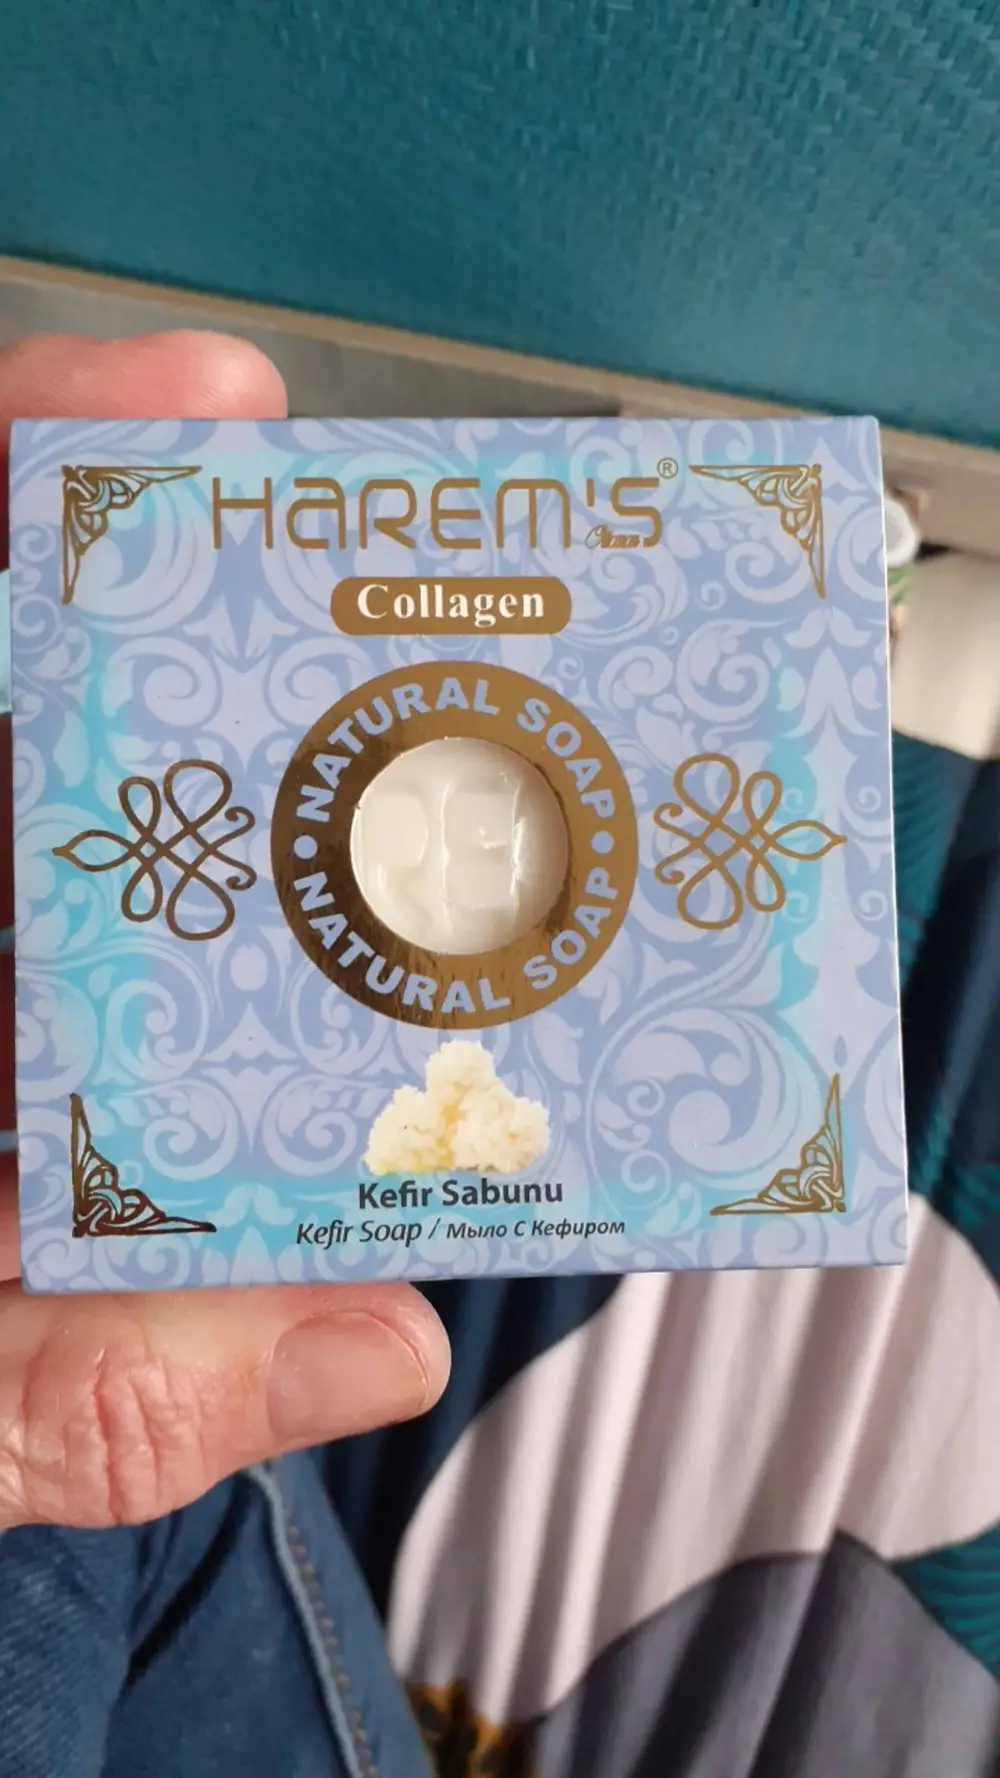 HAREM'S®
Collagen
• NATURAL SOAP •
NATURAL SOAP
Kefir Sabunu
Kefir Soap / Мыло С Кефиром